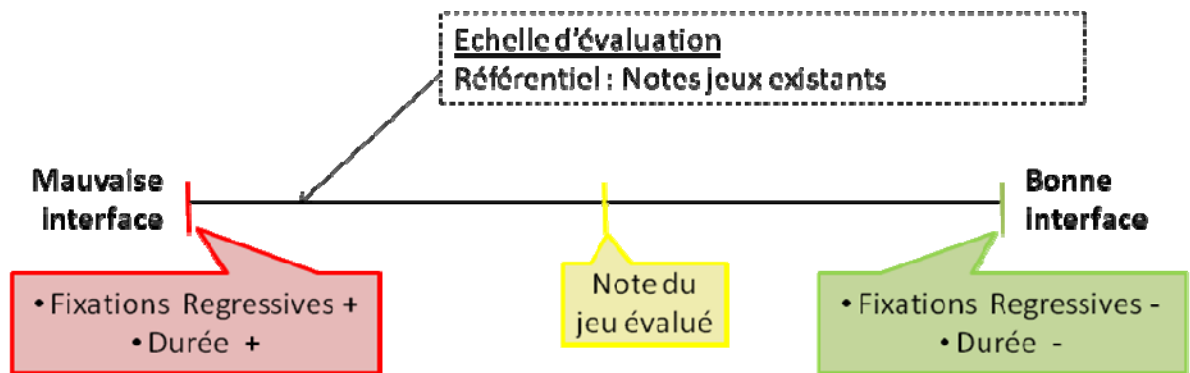 Echelle d'évaluation
Référentiel : Notes jeux existants
Mauvaise
interface
Bonne
interface
• Fixations Regressives +
• Durée +
Note du
jeu évalué
• Fixations Regressives -
• Durée -